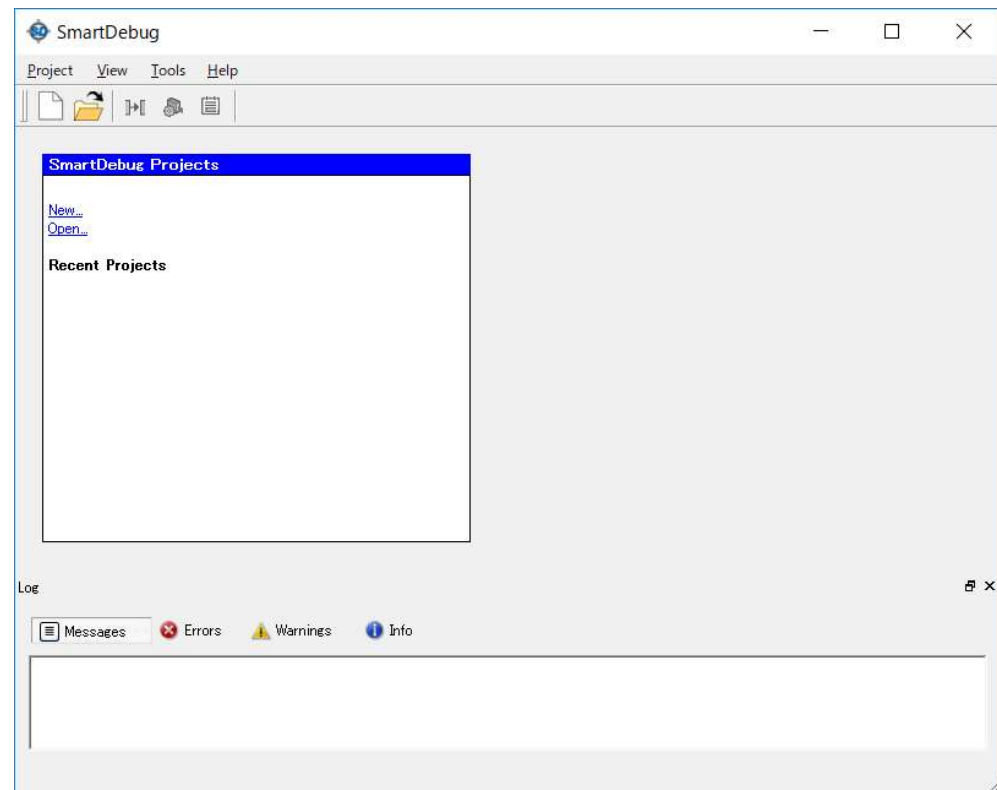 SmartDebug
Project View Tools Help
SmartDebug Projects
New...
Open...
Recent Projects
Log
Messages Errors Warnings Info